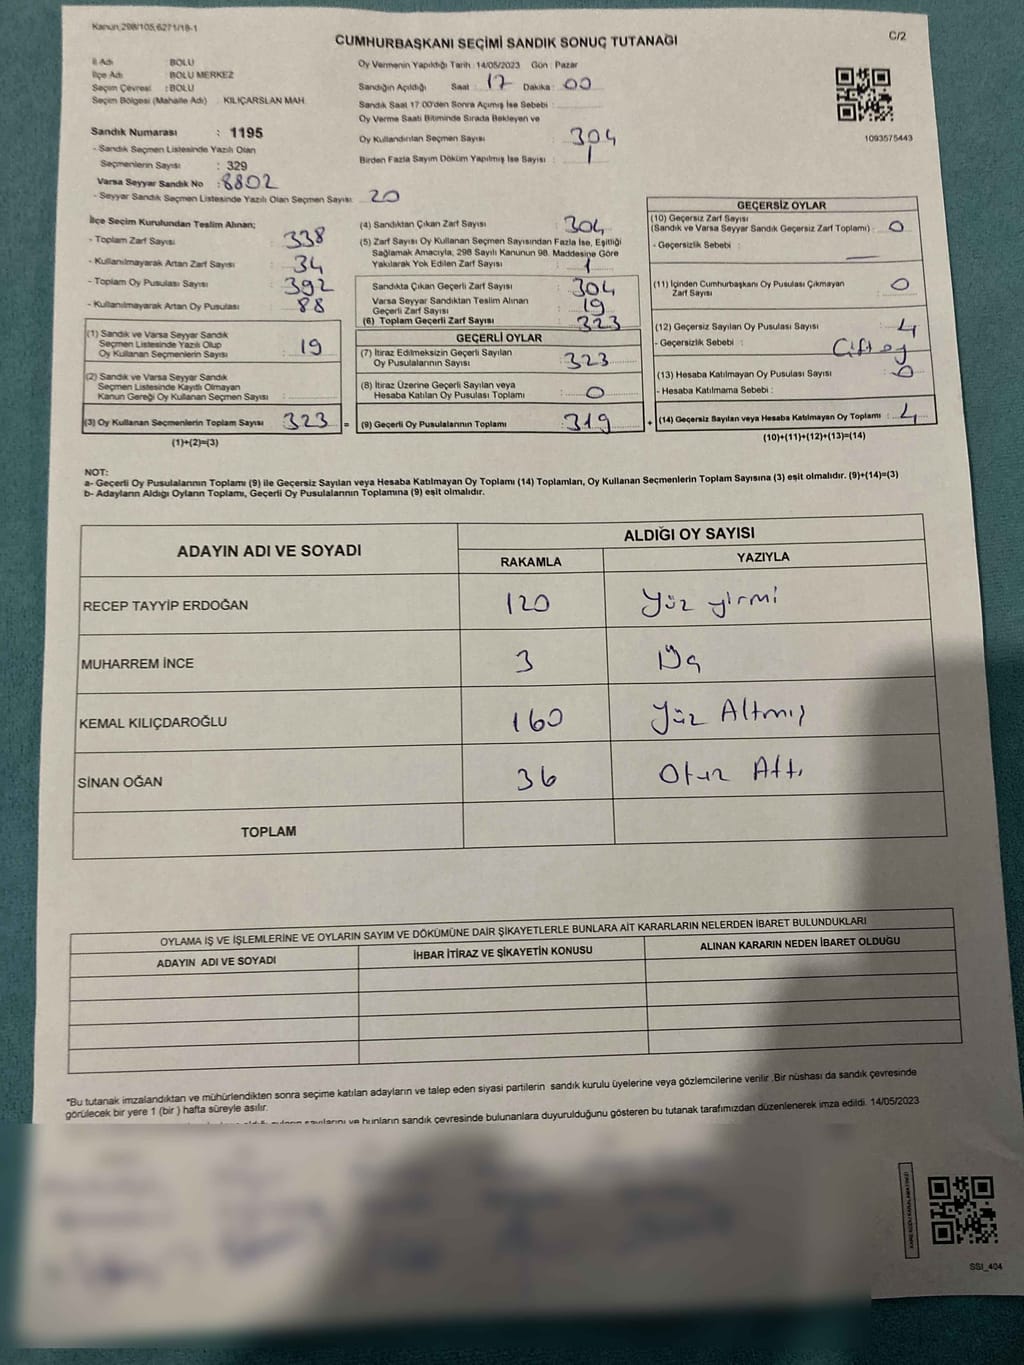 Kanun,298/105,6271/18-1
C/2
CUMHURBAŞKANI SEÇİMİ SANDIK SONUÇ TUTANAĞI
İl Adı BOLU
İlçe Adı BOLU MERKEZ
Seçim Çevresi : BOLU
Seçim Bölgesi (Mahalle Adı) : KILIÇARSLAN MAH.
Sandık Numarası : 1195
- Sandık Seçmen Listesinde Yazılı Olan
Seçmenlerin Sayısı : 329
Varsa Seyyar Sandık No : 8802
- Seyyar Sandık Seçmen Listesinde Yazılı Olan Seçmen Sayısı : 20
Oy Vermenin Yapıldığı Tarih : 14/05/2023 Gün : Pazar
Sandığın Açıldığı Saat : 17 Dakika : 00
Sandık Saat 17.00'den Sonra Açımış İse Sebebi :
Oy Verme Saati Bitiminde Sırada Bekleyen ve
Oy Kullandırılan Seçmen Sayısı : 304
Birden Fazla Sayım Döküm Yapılmış İse Sayısı : 1
1093575443
İlçe Seçim Kurulundan Teslim Alınan;
- Toplam Zarf Sayısı : 338
- Kullanılmayarak Artan Zarf Sayısı : 34
- Toplam Oy Pusulası Sayısı : 392
- Kullanılmayarak Artan Oy Pusulası : 88
(1) Sandık ve Varsa Seyyar Sandık
Seçmen Listesinde Yazılı Olup
Oy Kullanan Seçmenlerin Sayısı : 19
(2) Sandık ve Varsa Seyyar Sandık
Seçmen Listesinde Kayıtlı Olmayan
Kanun Gereği Oy Kullanan Seçmen Sayısı :
(3) Oy Kullanan Seçmenlerin Toplam Sayısı : 323 =
(1)+(2)=(3)
(4) Sandıktan Çıkan Zarf Sayısı : 304
(5) Zarf Sayısı Oy Kullanan Seçmen Sayısından Fazla İse, Eşitliği
Sağlamak Amacıyla, 298 Sayılı Kanunun 98. Maddesine Göre
Yakılarak Yok Edilen Zarf Sayısı : 1
Sandıkta Çıkan Geçerli Zarf Sayısı : 304
Varsa Seyyar Sandıktan Teslim Alınan
Geçerli Zarf Sayısı : 19
(6) Toplam Geçerli Zarf Sayısı : 323
GEÇERLİ OYLAR
(7) İtiraz Edilmeksizin Geçerli Sayılan
Oy Pusulalarının Sayısı : 323
(8) İtiraz Üzerine Geçerli Sayılan veya
Hesaba Katılan Oy Pusulası Toplamı : 0
(9) Geçerli Oy Pusulalarının Toplamı : 319 +
GEÇERSİZ OYLAR
(10) Geçersiz Zarf Sayısı
(Sandık ve Varsa Seyyar Sandık Geçersiz Zarf Toplamı) : 0
- Geçersizlik Sebebi :
(11) İçinden Cumhurbaşkanı Oy Pusulası Çıkmayan
Zarf Sayısı : 0
(12) Geçersiz Sayılan Oy Pusulası Sayısı : 4
- Geçersizlik Sebebi : Çift oy
(13) Hesaba Katılmayan Oy Pusulası Sayısı : 0
- Hesaba Katılmama Sebebi :
(14) Geçersiz Sayılan veya Hesaba Katılmayan Oy Toplamı : 4
(10)+(11)+(12)+(13)=(14)
NOT:
a- Geçerli Oy Pusulalarının Toplamı (9) ile Geçersiz Sayılan veya Hesaba Katılmayan Oy Toplamı (14) Toplamları, Oy Kullanan Seçmenlerin Toplam Sayısına (3) eşit olmalıdır. (9)+(14)=(3)
b- Adayların Aldığı Oyların Toplamı, Geçerli Oy Pusulalarının Toplamına (9) eşit olmalıdır.
ADAYIN ADI VE SOYADI ALDIĞI OY SAYISI
RAKAMLA YAZIYLA
RECEP TAYYİP ERDOĞAN 120 Yüz yirmi
MUHARREM İNCE 3 Üç
KEMAL KILIÇDAROĞLU 160 Yüz Altmış
SİNAN OĞAN 36 Otuz Altı
TOPLAM
OYLAMA İŞ VE İŞLEMLERİNE VE OYLARIN SAYIM VE DÖKÜMÜNE DAİR ŞİKAYETLERLE BUNLARA AİT KARARLARIN NELERDEN İBARET BULUNDUKLARI
ADAYIN ADI VE SOYADI İHBAR İTİRAZ VE ŞİKAYETİN KONUSU ALINAN KARARIN NEDEN İBARET OLDUĞU
*Bu tutanak imzalandıktan ve mühürlendikten sonra seçime katılan adayların ve talep eden siyasi partilerin sandık kurulu üyelerine veya gözlemcilerine verilir .Bir nüshası da sandık çevresinde
görülecek bir yere 1 (bir ) hafta süreyle asılır.
sayılarını ve bunların sandık çevresinde bulunanlara duyurulduğunu gösteren bu tutanak tarafımızdan düzenlenerek imza edildi. 14/05/2023
SSI_404